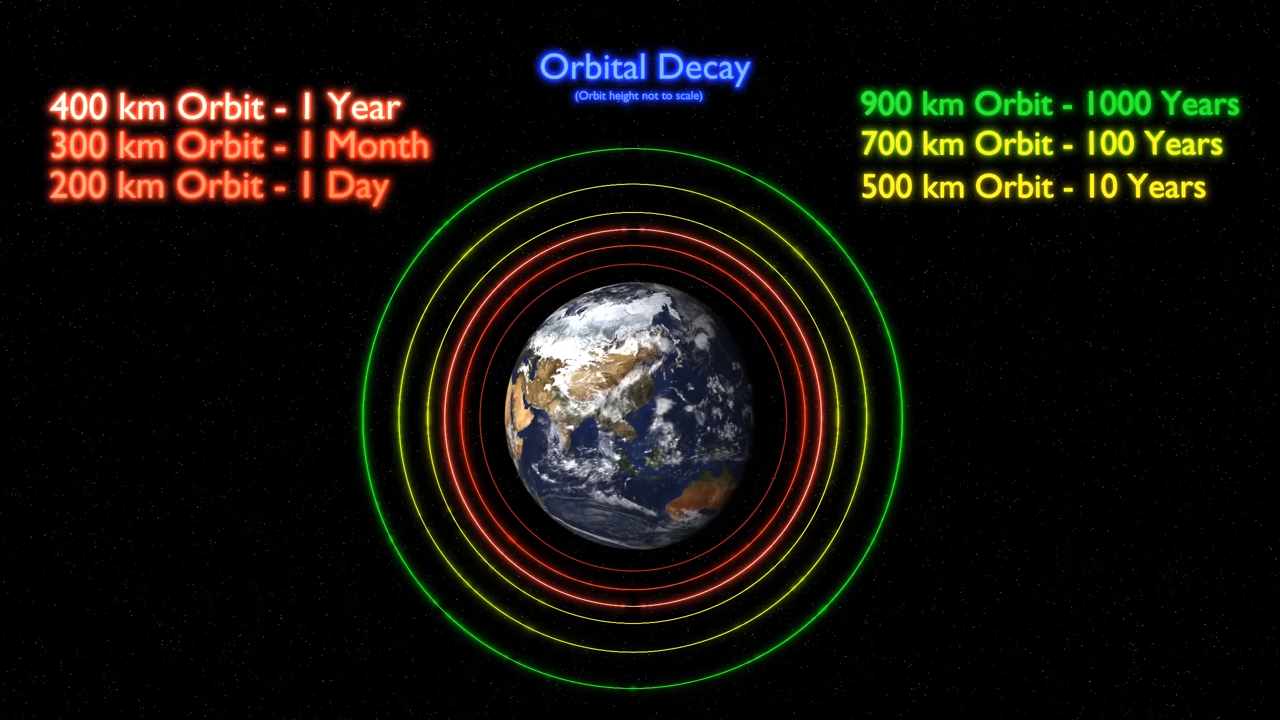 Orbital Decay
(Orbit height not to scale)
400 km Orbit - 1 Year
300 km Orbit - 1 Month
200 km Orbit - 1 Day
900 km Orbit - 1000 Years
700 km Orbit - 100 Years
500 km Orbit - 10 Years